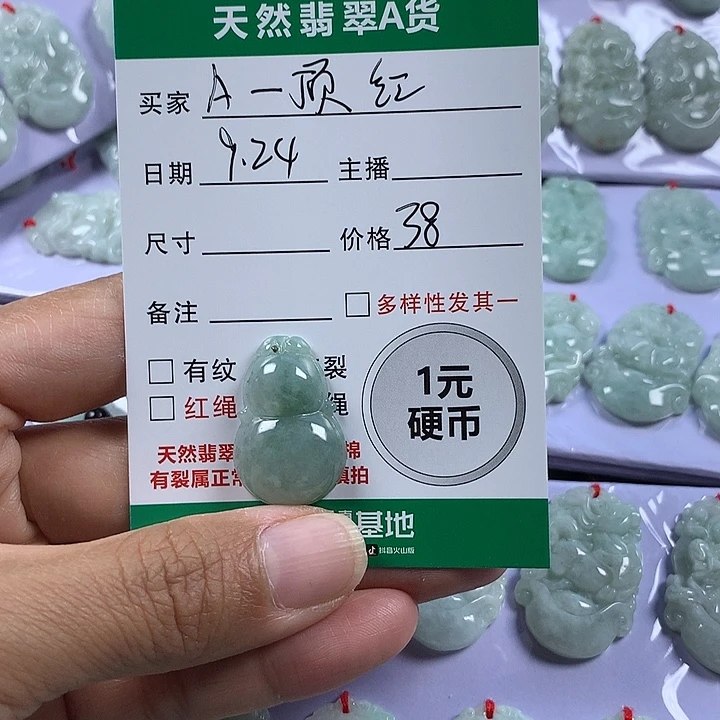 天然翡翠A货
买家 A一顶红
日期 9.24 主播
尺寸 价格 38
备注 □多样性发其一
□有纹 裂
□红绳 绳
1元
硬币
天然翡翠 棉
有裂属正常 慎拍
基地
抖音火山版